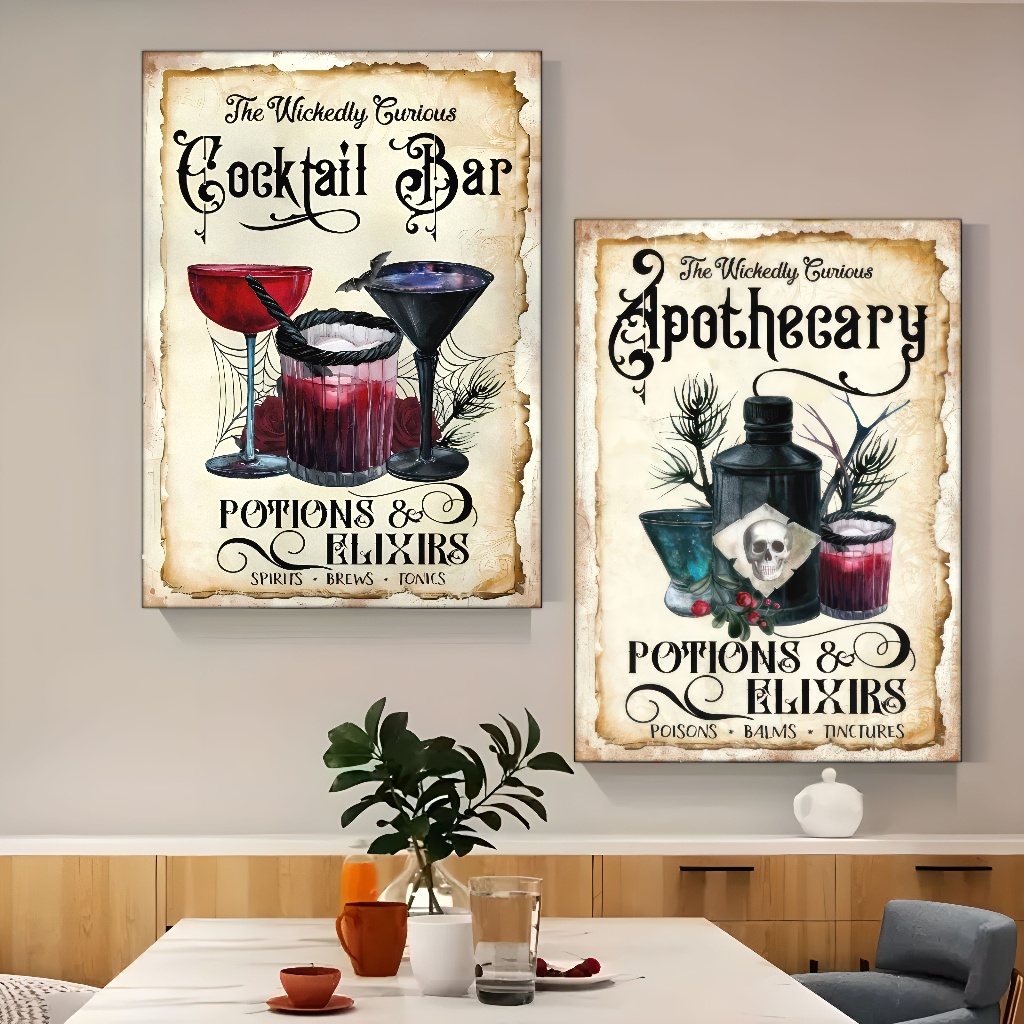 The Wickedly Curious
Cocktail Bar
POTIONS &
ELIXIRS
SPIRITS • BREWS • TONICS
The Wickedly Curious
Apothecary
POTIONS &
ELIXIRS
POISONS • BALMS • TINCTURES